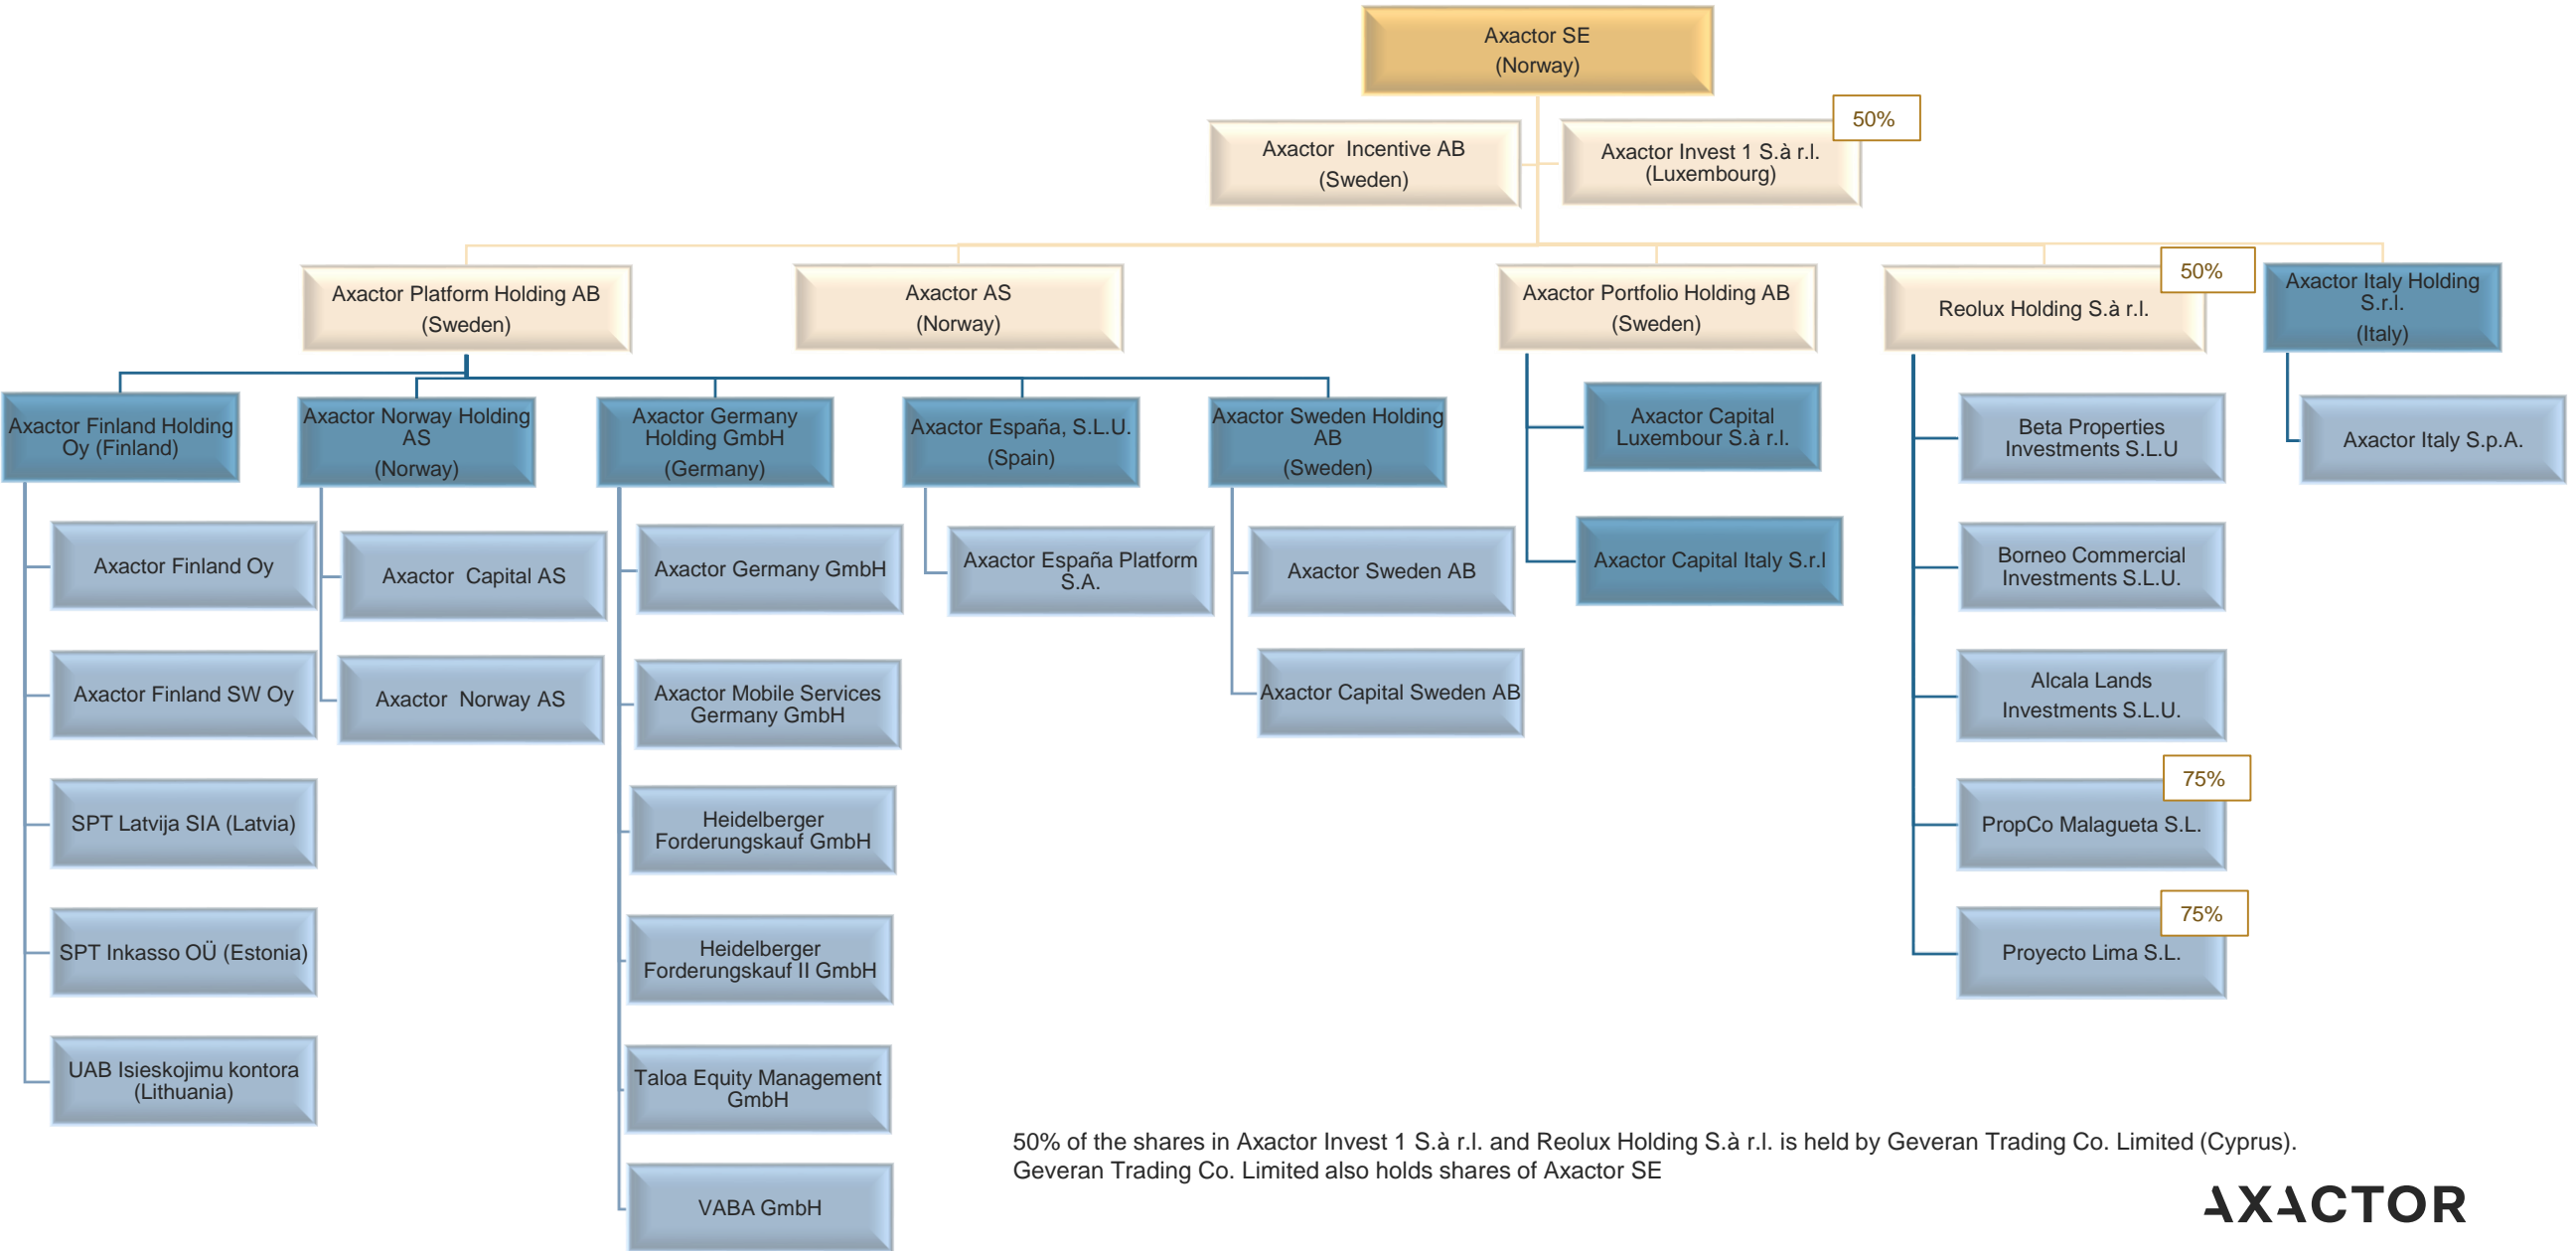 Axactor SE
(Norway)
50%
Axactor Incentive AB
(Sweden)
Axactor Invest 1 S.à r.l.
(Luxembourg)
Axactor Platform Holding AB
(Sweden)
Axactor AS
(Norway)
Axactor Portfolio Holding AB
(Sweden)
50%
Reolux Holding S.à r.l.
Axactor Italy Holding
S.r.l.
(Italy)
Axactor Finland Holding
Oy (Finland)
Axactor Norway Holding
AS
(Norway)
Axactor Germany
Holding GmbH
(Germany)
Axactor España, S.L.U.
(Spain)
Axactor Sweden Holding
AB
(Sweden)
Axactor Capital
Luxembour S.à r.l.
Axactor Capital Italy S.r.l
Beta Properties
Investments S.L.U
Axactor Italy S.p.A.
Axactor Finland Oy
Axactor Finland SW Oy
SPT Latvija SIA (Latvia)
SPT Inkasso OÜ (Estonia)
UAB Isieskojimu kontora
(Lithuania)
Axactor Capital AS
Axactor Norway AS
Axactor Germany GmbH
Axactor Mobile Services
Germany GmbH
Heidelberger
Forderungskauf GmbH
Heidelberger
Forderungskauf II GmbH
Taloa Equity Management
GmbH
VABA GmbH
Axactor España Platform
S.A.
Axactor Sweden AB
Axactor Capital Sweden AB
Borneo Commercial
Investments S.L.U.
Alcala Lands
Investments S.L.U.
75%
PropCo Malagueta S.L.
75%
Proyecto Lima S.L.
50% of the shares in Axactor Invest 1 S.à r.l. and Reolux Holding S.à r.l. is held by Geveran Trading Co. Limited (Cyprus).
Geveran Trading Co. Limited also holds shares of Axactor SE
AXACTOR